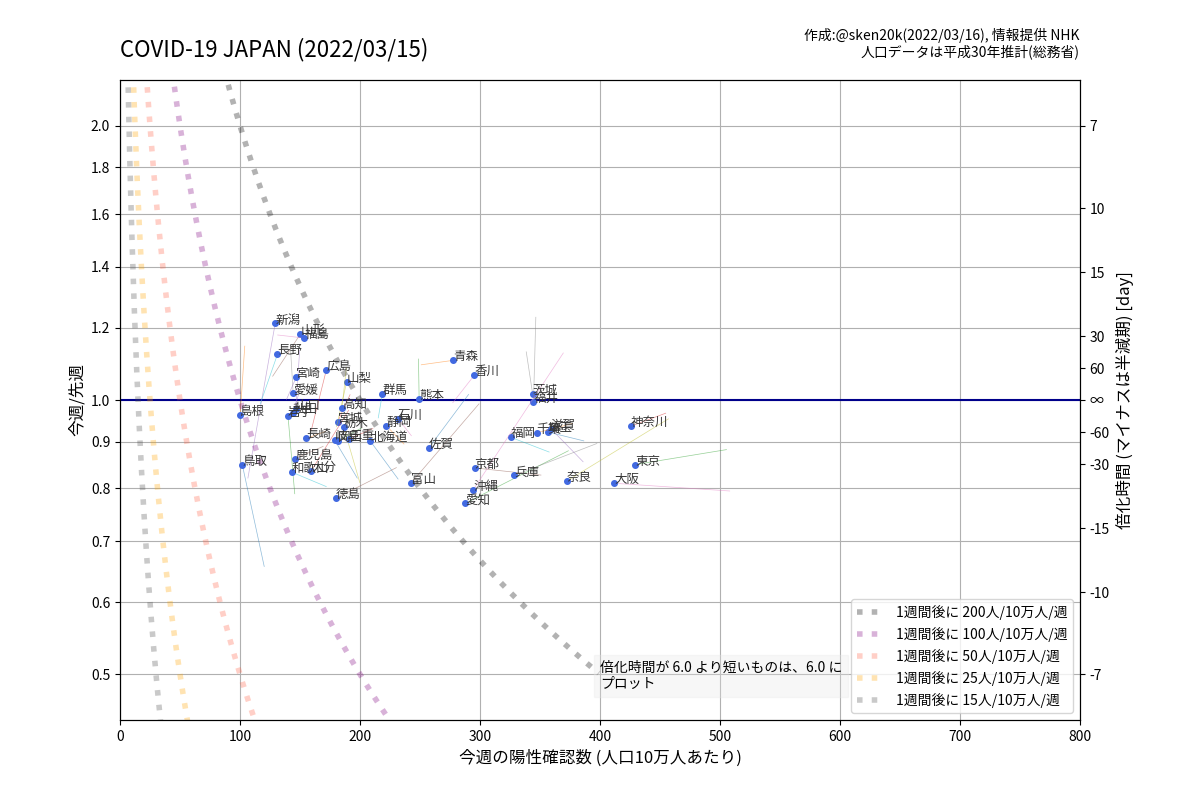 COVID-19 JAPAN (2022/03/15)
作成:@sken20k(2022/03/16), 情報提供 NHK
人口データは平成30年推計(総務省)
今週/先週
2.0
1.8
1.6
1.4
1.2
1.0
0.9
0.8
0.7
0.6
0.5
倍化時間 (マイナスは半減期) [day]
7
10
15
30
60
∞
-60
-30
-15
-10
-7
新潟
山形
福島
長野
青森
広島
香川
宮崎
山梨
愛媛
群馬
熊本
茨城
福井
高知
島根
石川
宮城
栃木
静岡
神奈川
滋賀
千葉
福岡
長崎
三重
北海道
佐賀
鹿児島
鳥取
和歌山
大分
京都
東京
兵庫
奈良
大阪
富山
沖縄
徳島
愛知
倍化時間が 6.0 より短いものは、6.0 に
プロット
1週間後に 200人/10万人/週
1週間後に 100人/10万人/週
1週間後に 50人/10万人/週
1週間後に 25人/10万人/週
1週間後に 15人/10万人/週
0 100 200 300 400 500 600 700 800
今週の陽性確認数 (人口10万人あたり)